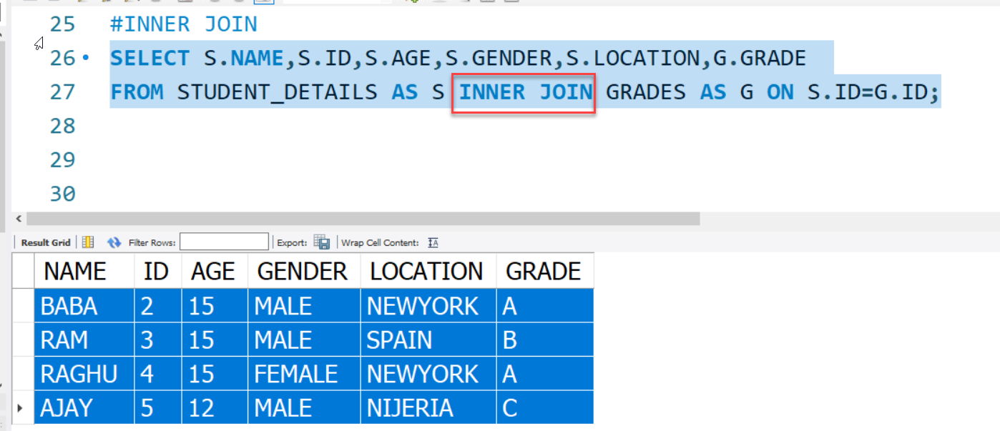 25 #INNER JOIN
26 SELECT S.NAME,S.ID,S.AGE,S.GENDER,S.LOCATION,G.GRADE
27 FROM STUDENT_DETAILS AS S INNER JOIN GRADES AS G ON S.ID=G.ID;
28
29
30
Result Grid Filter Rows: Export: Wrap Cell Content: IA
NAME ID AGE GENDER LOCATION GRADE
BABA 2 15 MALE NEWYORK A
RAM 3 15 MALE SPAIN B
RAGHU 4 15 FEMALE NEWYORK A
AJAY 5 12 MALE NIJERIA C